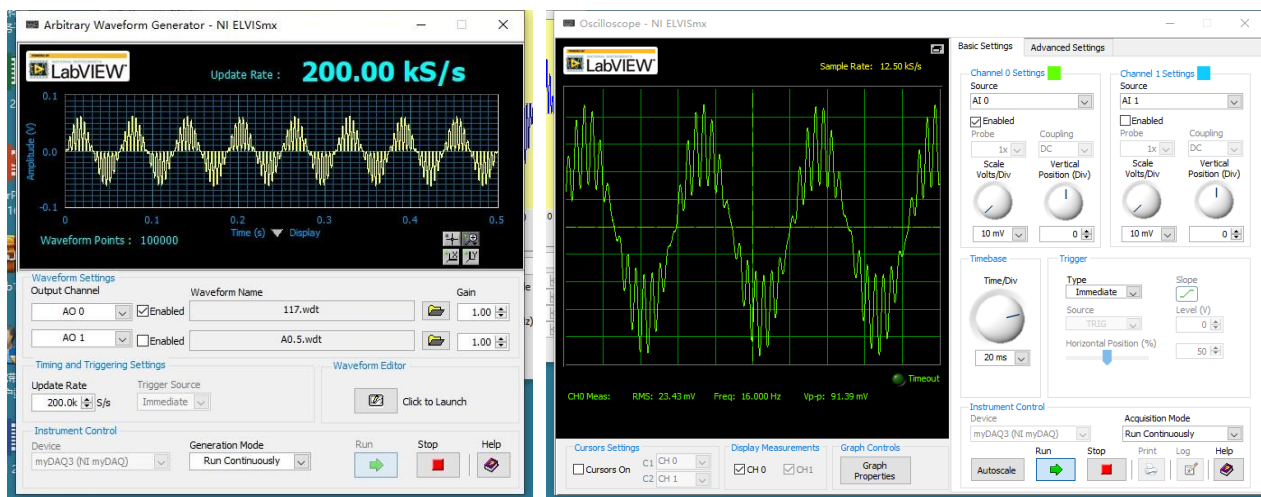 Arbitrary Waveform Generator - NI ELVISmx
POWERED BY
LabVIEW
Update Rate : 200.00 kS/s
Amplitude (V)
0.1
0.0
-0.1
0 0.1 0.2 0.3 0.4 0.5
Time (s) Display
Waveform Points : 100000
Waveform Settings
Output Channel Waveform Name Gain
AO 0 Enabled 117.wdt 1.00
AO 1 Enabled A0.5.wdt 1.00
Timing and Triggering Settings
Update Rate Trigger Source
200.0k S/s Immediate
Waveform Editor
Click to Launch
Instrument Control
Device Generation Mode Run Stop Help
myDAQ3 (NI myDAQ) Run Continuously
Oscilloscope - NI ELVISmx
POWERED BY
LabVIEW
Sample Rate: 12.50 kS/s
Timeout
CH0 Meas: RMS: 23.43 mV Freq: 16.000 Hz Vp-p: 91.39 mV
Cursors Settings
Cursors On
C1 CH 0
C2 CH 1
Display Measurements
CH 0 CH1
Graph Controls
Graph
Properties
Basic Settings Advanced Settings
Channel 0 Settings
Source
AI 0
Enabled
Probe Coupling
1x DC
Scale Vertical
Volts/Div Position (Div)
10 mV 0
Channel 1 Settings
Source
AI 1
Enabled
Probe Coupling
1x DC
Scale Vertical
Volts/Div Position (Div)
10 mV 0
Timebase
Time/Div
20 ms
Trigger
Type Slope
Immediate
Source Level (V)
TRIG 0
Horizontal Position (%)
50
Instrument Control
Device Acquisition Mode
myDAQ3 (NI myDAQ) Run Continuously
Run Stop Print Log Help
Autoscale